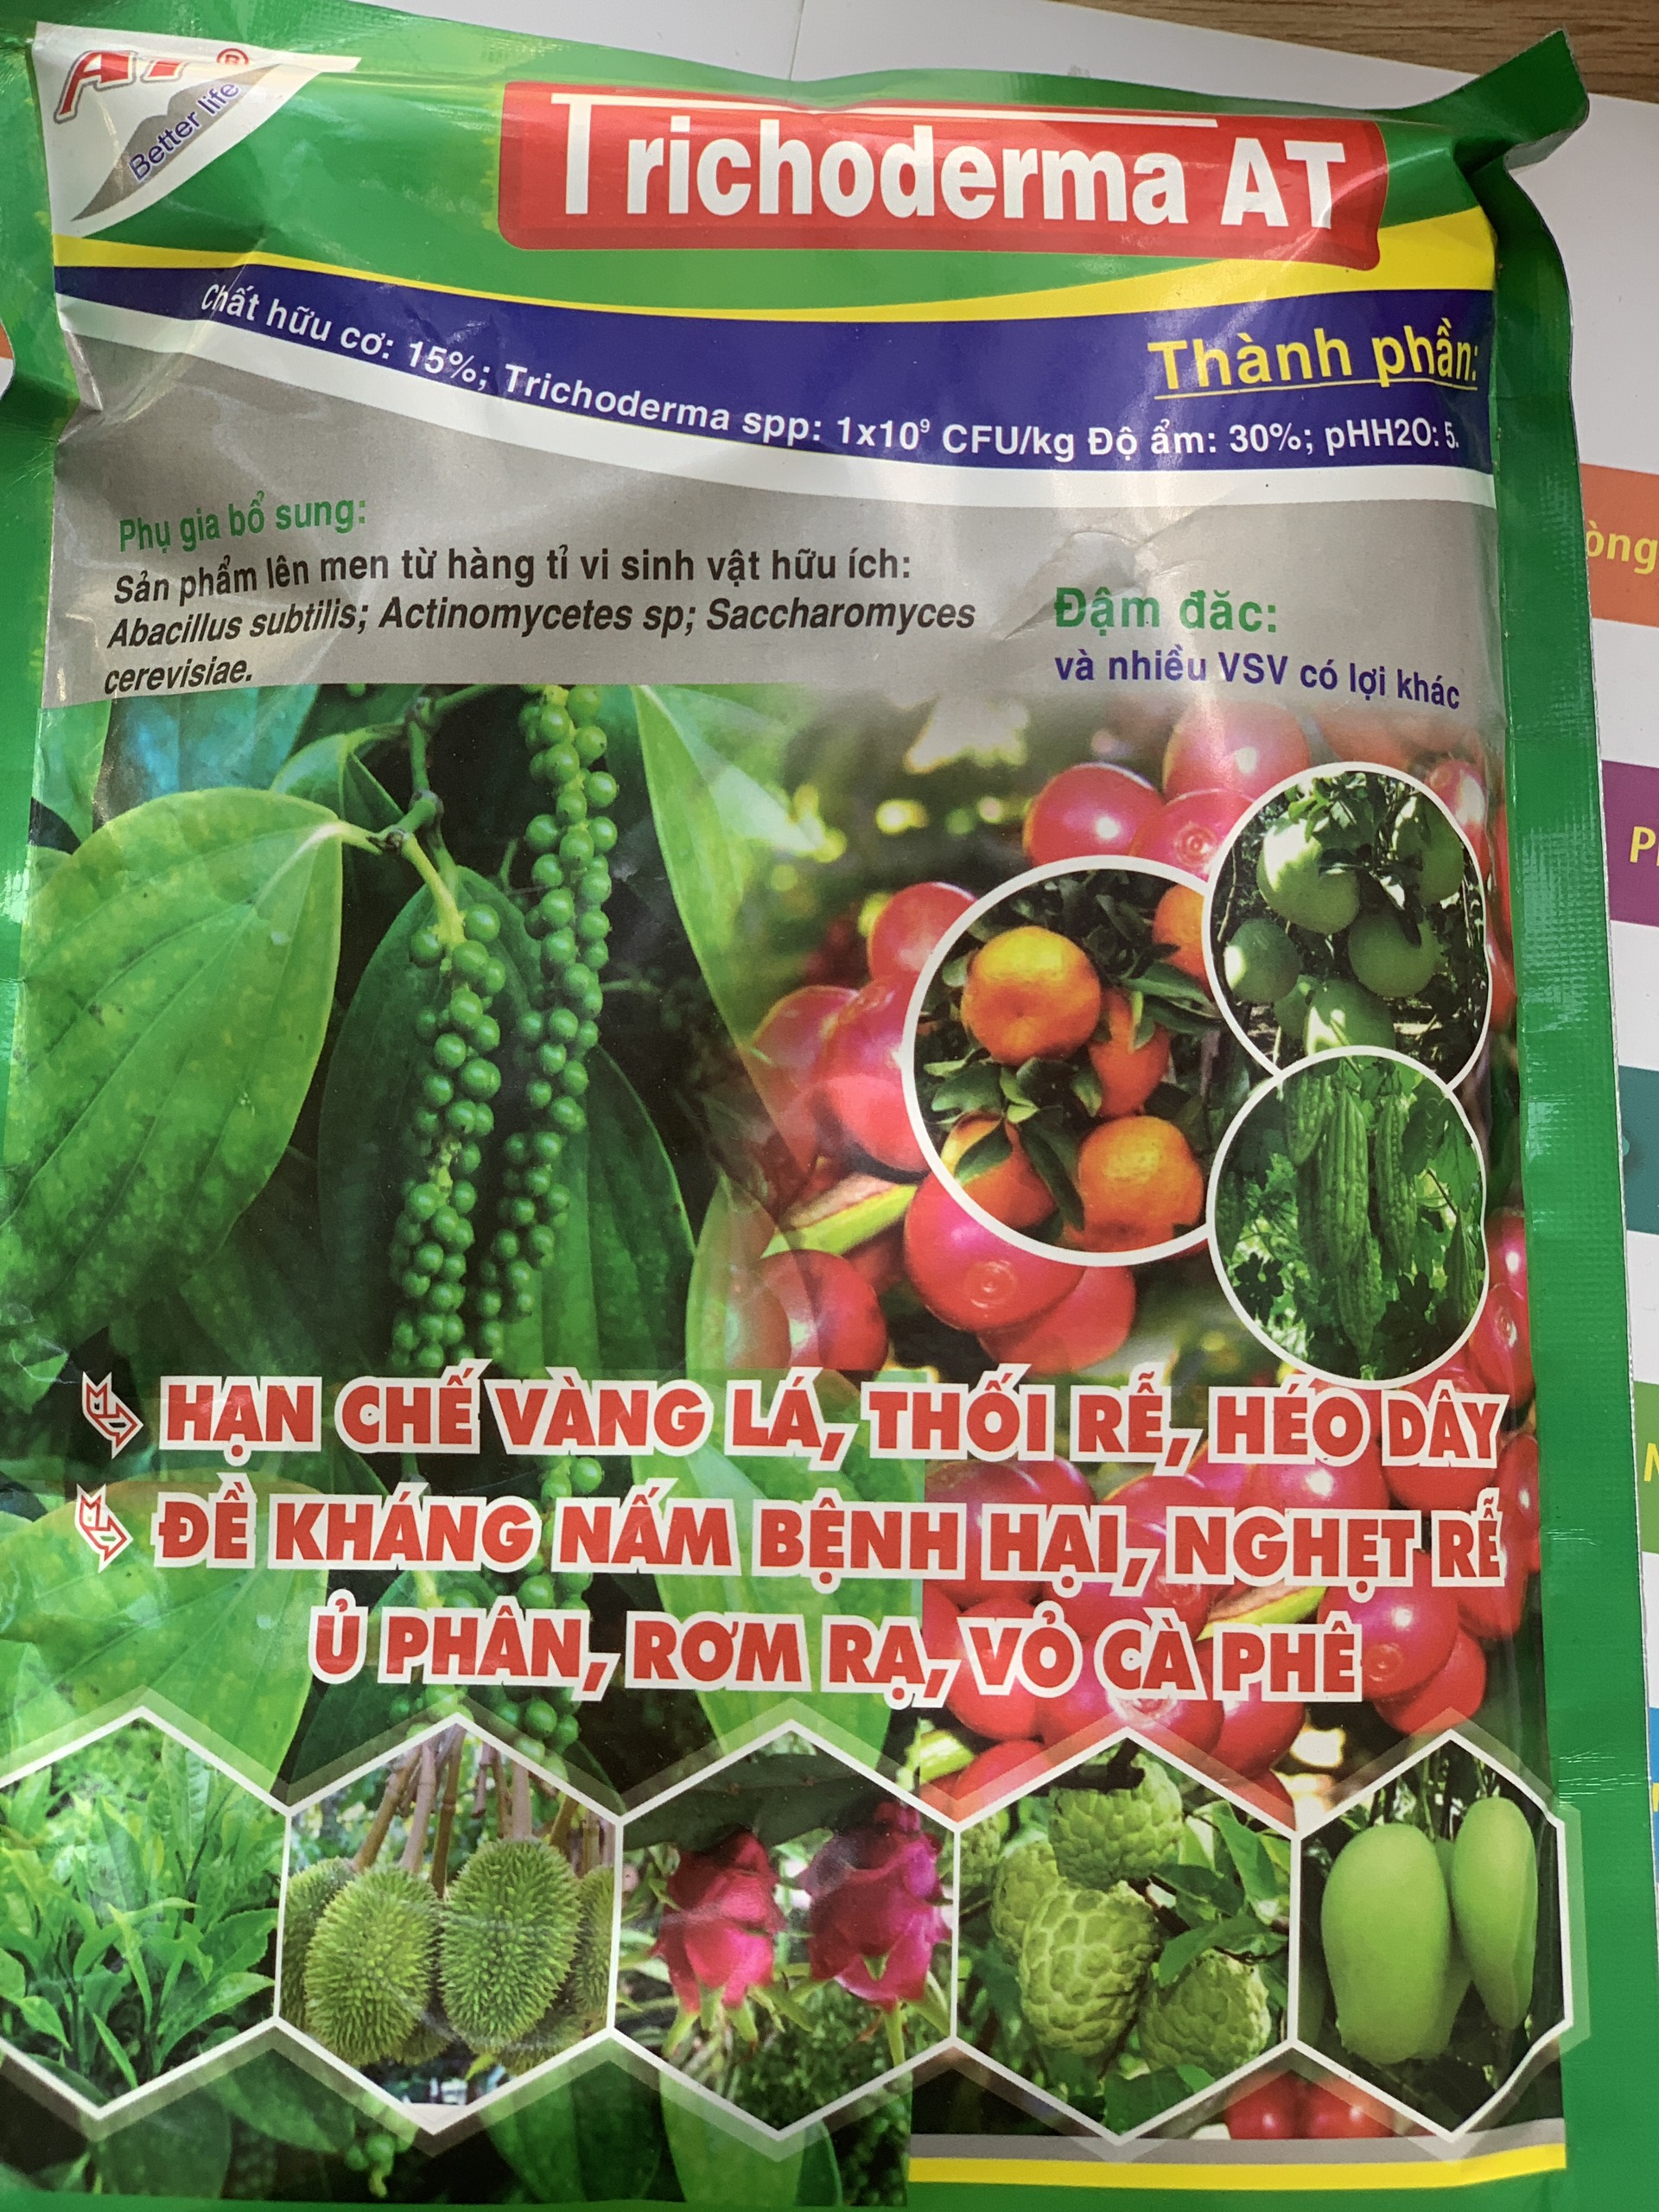 AT®
Better life
Trichoderma AT
Thành phần:
Chất hữu cơ: 15%; Trichoderma spp: 1x10⁹ CFU/kg Độ ẩm: 30%; pHH2O: 5.
Phụ gia bổ sung:
Sản phẩm lên men từ hàng tỉ vi sinh vật hữu ích:
Abacillus subtilis; Actinomycetes sp; Saccharomyces
cerevisiae.
Đậm đặc:
và nhiều VSV có lợi khác
HẠN CHẾ VÀNG LÁ, THỐI RỄ, HÉO DÂY
ĐỀ KHÁNG NẤM BỆNH HẠI, NGHẸT RỄ
Ủ PHÂN, RƠM RẠ, VỎ CÀ PHÊ